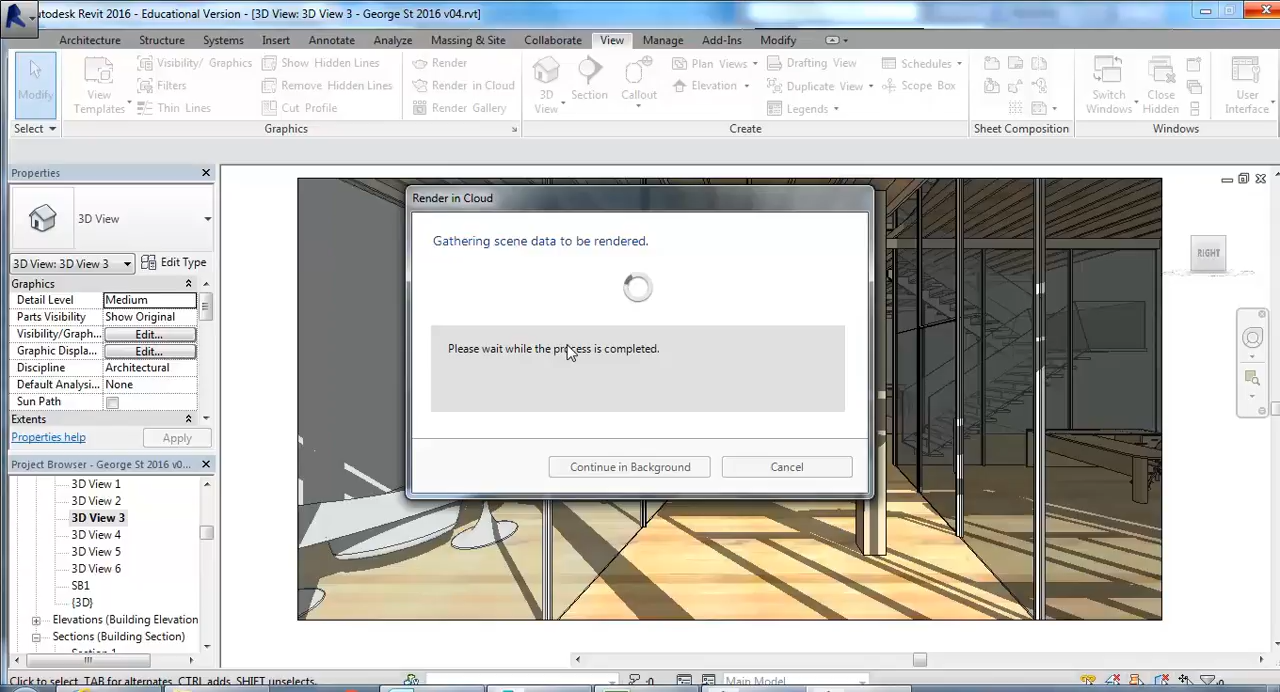 utodesk Revit 2016 - Educational Version - [3D View: 3D View 3 - George St 2016 v04.rvt]
Architecture Structure Systems Insert Annotate Analyze Massing & Site Collaborate View Manage Add-Ins Modify
Modify
View
Templates
Visibility/ Graphics
Filters
Thin Lines
Show Hidden Lines
Remove Hidden Lines
Cut Profile
Render
Render in Cloud
Render Gallery
3D
View
Section
Callout
Plan Views
Elevation
Drafting View
Duplicate View
Legends
Schedules
Scope Box
Switch
Windows
Close
Hidden
User
Interface
Select Graphics Create Sheet Composition Windows
Properties
3D View
3D View: 3D View 3 Edit Type
Graphics
Detail Level Medium
Parts Visibility Show Original
Visibility/Graph... Edit...
Graphic Displa... Edit...
Discipline Architectural
Default Analysi... None
Sun Path
Extents
Properties help Apply
Project Browser - George St 2016 v0...
3D View 1
3D View 2
3D View 3
3D View 4
3D View 5
3D View 6
SB1
{3D}
Elevations (Building Elevation
Sections (Building Section)
Section 1
Render in Cloud
Gathering scene data to be rendered.
Please wait while the process is completed.
Continue in Background Cancel
RIGHT
Click to select, TAB for alternates, CTRL adds, SHIFT unselects.
:0
Main Model
:0